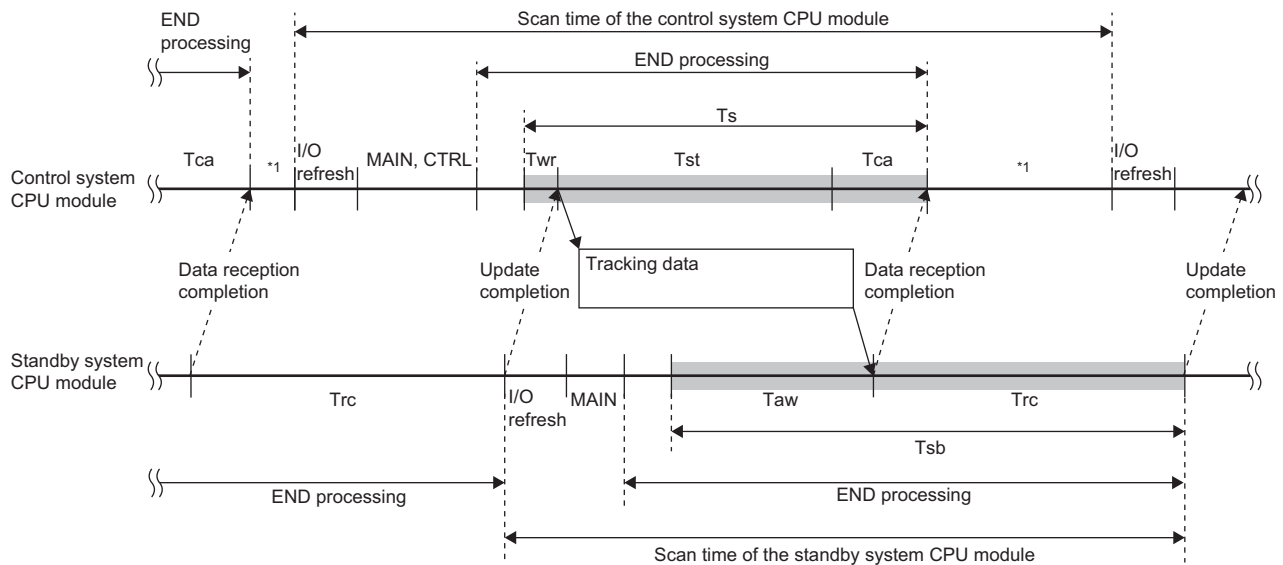 END
processing
Scan time of the control system CPU module
END processing
Ts
Tca
*1
I/O
refresh
MAIN, CTRL
Twr
Tst
Tca
*1
I/O
refresh
Control system
CPU module
Data reception
completion
Update
completion
Tracking data
Data reception
completion
Update
completion
Standby system
CPU module
Trc
I/O
refresh
MAIN
Taw
Trc
Tsb
END processing
END processing
Scan time of the standby system CPU module